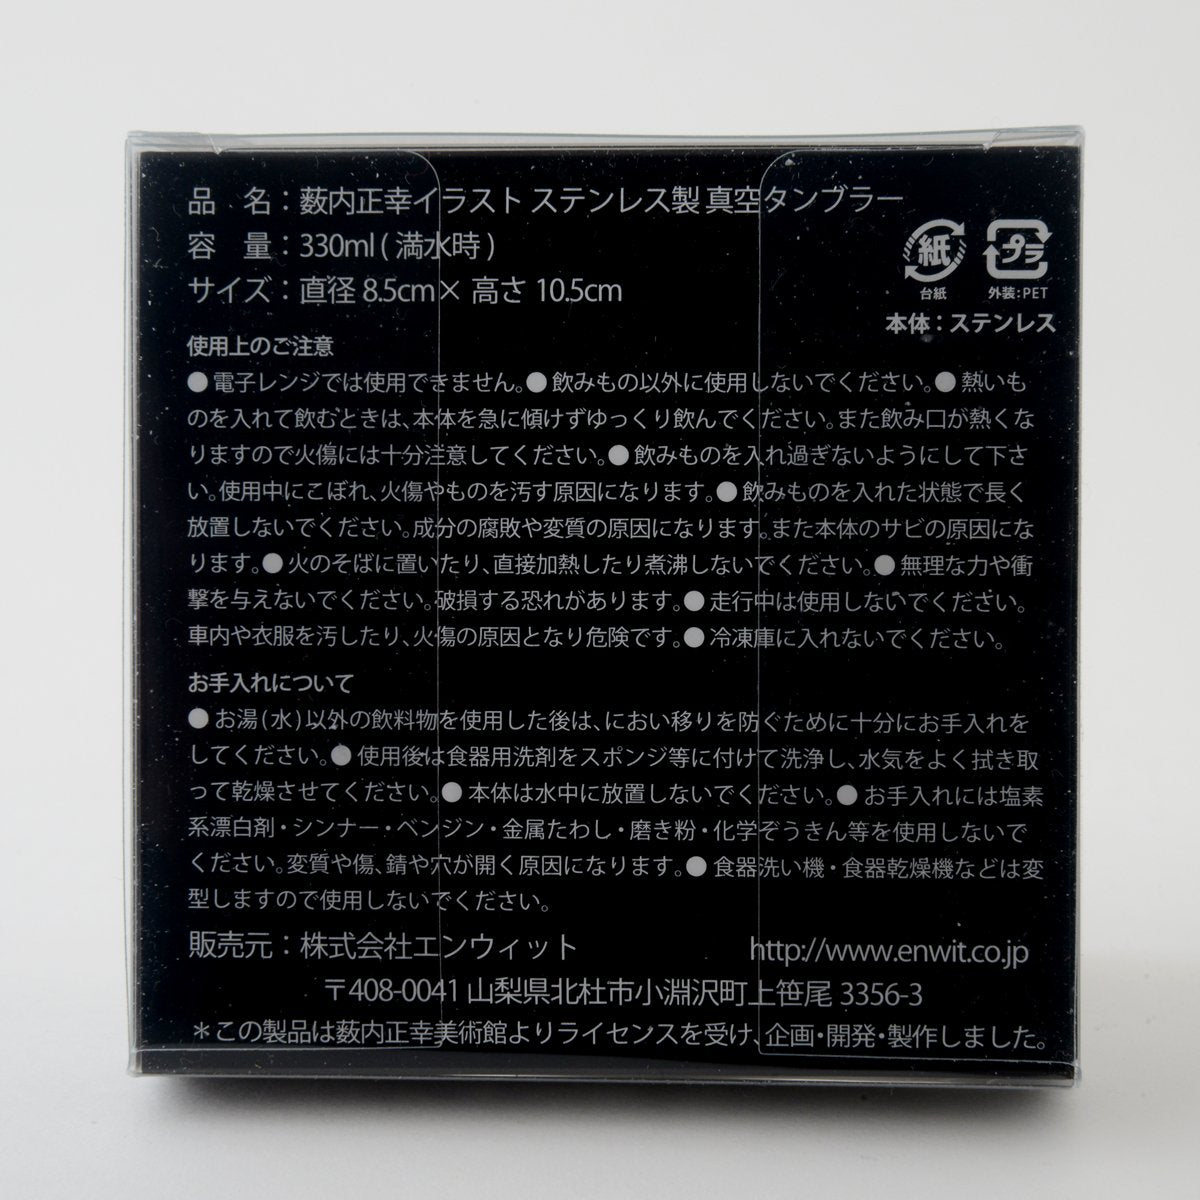 品　名：薮内正幸イラスト ステンレス製 真空タンブラー
容　量：330ml ( 満水時 )
サイズ：直径 8.5cm× 高さ 10.5cm
紙
台紙
プラ
外装：PET
本体：ステンレス
使用上のご注意
●電子レンジでは使用できません。●飲みもの以外に使用しないでください。●熱いも
のを入れて飲むときは、本体を急に傾けずゆっくり飲んでください。また飲み口が熱くな
りますので火傷には十分注意してください。●飲みものを入れ過ぎないようにして下さ
い。使用中にこぼれ、火傷やものを汚す原因になります。●飲みものを入れた状態で長く
放置しないでください。成分の腐敗や変質の原因になります。また本体のサビの原因にな
ります。●火のそばに置いたり、直接加熱したり煮沸しないでください。●無理な力や衝
撃を与えないでください。破損する恐れがあります。●走行中は使用しないでください。
車内や衣服を汚したり、火傷の原因となり危険です。●冷凍庫に入れないでください。
お手入れについて
●お湯(水)以外の飲料物を使用した後は、におい移りを防ぐために十分にお手入れを
してください。●使用後は食器用洗剤をスポンジ等に付けて洗浄し、水気をよく拭き取
って乾燥させてください。●本体は水中に放置しないでください。●お手入れには塩素
系漂白剤・シンナー・ベンジン・金属たわし・磨き粉・化学ぞうきん等を使用しないで
ください。変質や傷、錆や穴が開く原因になります。●食器洗い機・食器乾燥機などは変
型しますので使用しないでください。
販売元：株式会社エンウィット　http://www.enwit.co.jp
〒408-0041 山梨県北杜市小淵沢町上笹尾 3356-3
＊この製品は薮内正幸美術館よりライセンスを受け、企画・開発・製作しました。